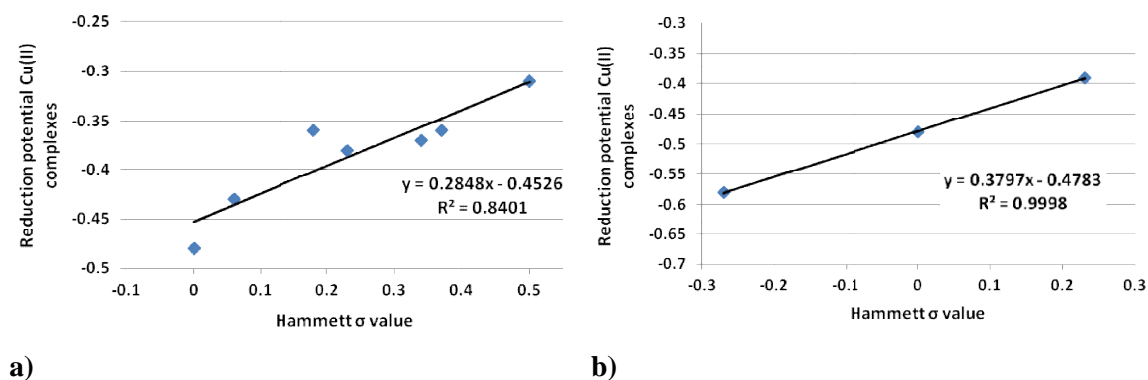 -0.25
-0.3
-0.35
-0.4
-0.45
-0.5
-0.1
0
0.1
0.2
0.3
0.4
0.5
Reduction potential Cu(II)
complexes
Hammett σ value
y = 0.2848x - 0.4526
R² = 0.8401
a)
-0.3
-0.35
-0.4
-0.45
-0.5
-0.55
-0.6
-0.65
-0.7
-0.3
-0.2
-0.1
0
0.1
0.2
0.3
Reduction potential Cu(II)
complexes
Hammett σ value
y = 0.3797x - 0.4783
R² = 0.9998
b)